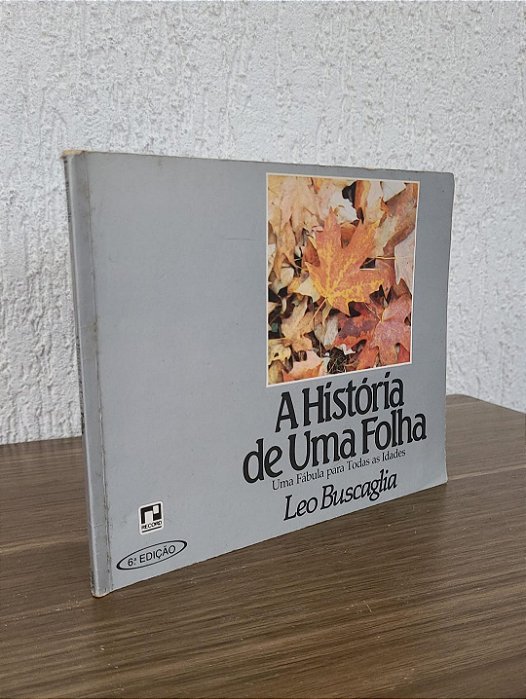 A História
de Uma Folha
Uma Fábula para Todas as Idades
Leo Buscaglia
RECORD
6ª EDIÇÃO